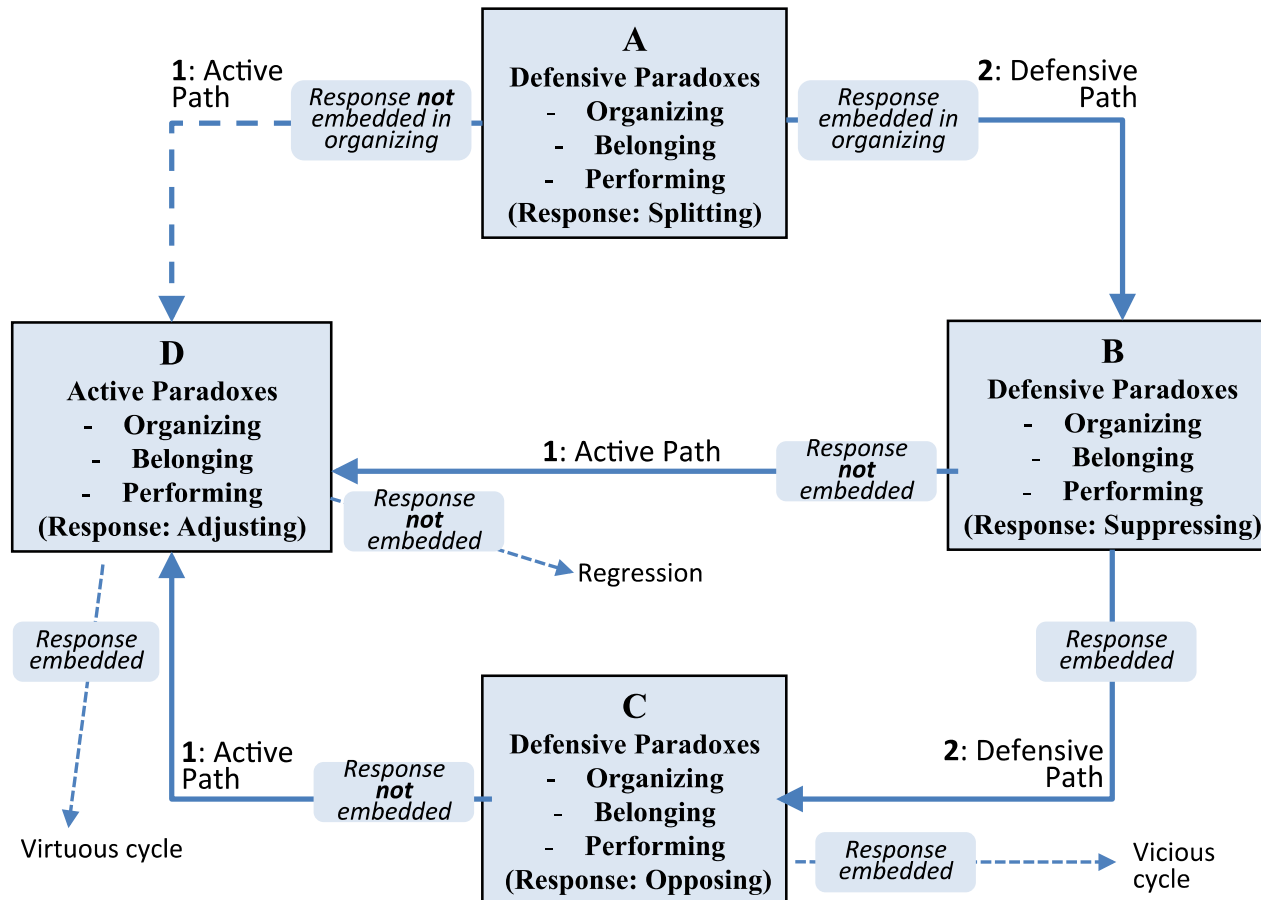 A
Defensive Paradoxes
- Organizing
- Belonging
- Performing
(Response: Splitting)
1: Active
Path
Response not
embedded in
organizing
Response
embedded in
organizing
2: Defensive
Path
D
Active Paradoxes
- Organizing
- Belonging
- Performing
(Response: Adjusting)
B
Defensive Paradoxes
- Organizing
- Belonging
- Performing
(Response: Suppressing)
1: Active Path
Response
not
embedded
Response
not
embedded
Regression
Response
embedded
Response
embedded
C
Defensive Paradoxes
- Organizing
- Belonging
- Performing
(Response: Opposing)
1: Active
Path
Response
not
embedded
2: Defensive
Path
Virtuous cycle
Response
embedded
Vicious
cycle